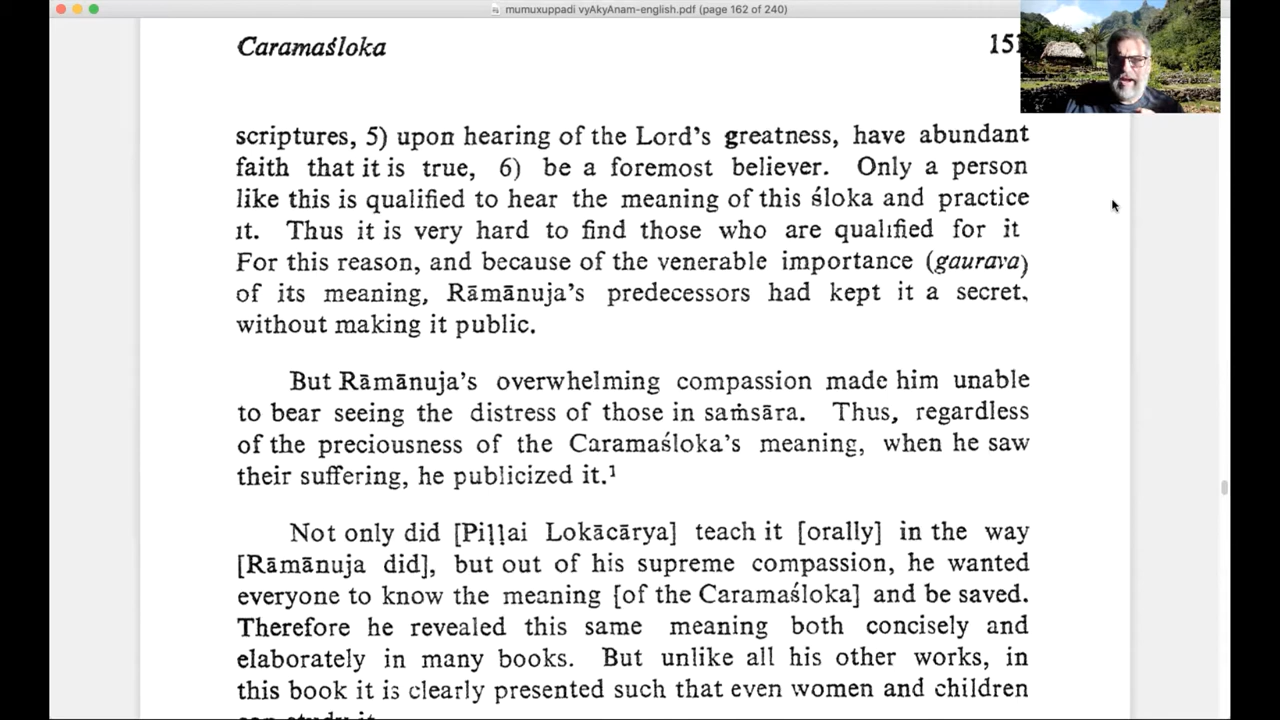 mumuxuppadi vyAkyAnam-english.pdf (page 162 of 240)
Caramaśloka 15
scriptures, 5) upon hearing of the Lord's greatness, have abundant
faith that it is true, 6) be a foremost believer. Only a person
like this is qualified to hear the meaning of this śloka and practice
it. Thus it is very hard to find those who are qualified for it
For this reason, and because of the venerable importance (gaurava)
of its meaning, Rāmānuja's predecessors had kept it a secret,
without making it public.
But Rāmānuja's overwhelming compassion made him unable
to bear seeing the distress of those in saṁsāra. Thus, regardless
of the preciousness of the Caramaśloka's meaning, when he saw
their suffering, he publicized it.¹
Not only did [Piḷḷai Lokācārya] teach it [orally] in the way
[Rāmānuja did], but out of his supreme compassion, he wanted
everyone to know the meaning [of the Caramaśloka] and be saved.
Therefore he revealed this same meaning both concisely and
elaborately in many books. But unlike all his other works, in
this book it is clearly presented such that even women and children
can study it